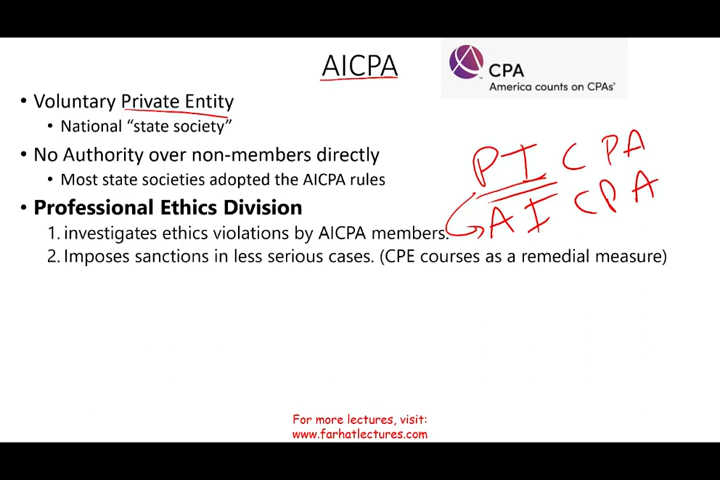 AICPA
CPA
America counts on CPAs®
• Voluntary Private Entity
• National “state society”
• No Authority over non-members directly
• Most state societies adopted the AICPA rules
PICPA
AICPA
• Professional Ethics Division
1. investigates ethics violations by AICPA members.
2. Imposes sanctions in less serious cases. (CPE courses as a remedial measure)
For more lectures, visit:
www.farhatlectures.com